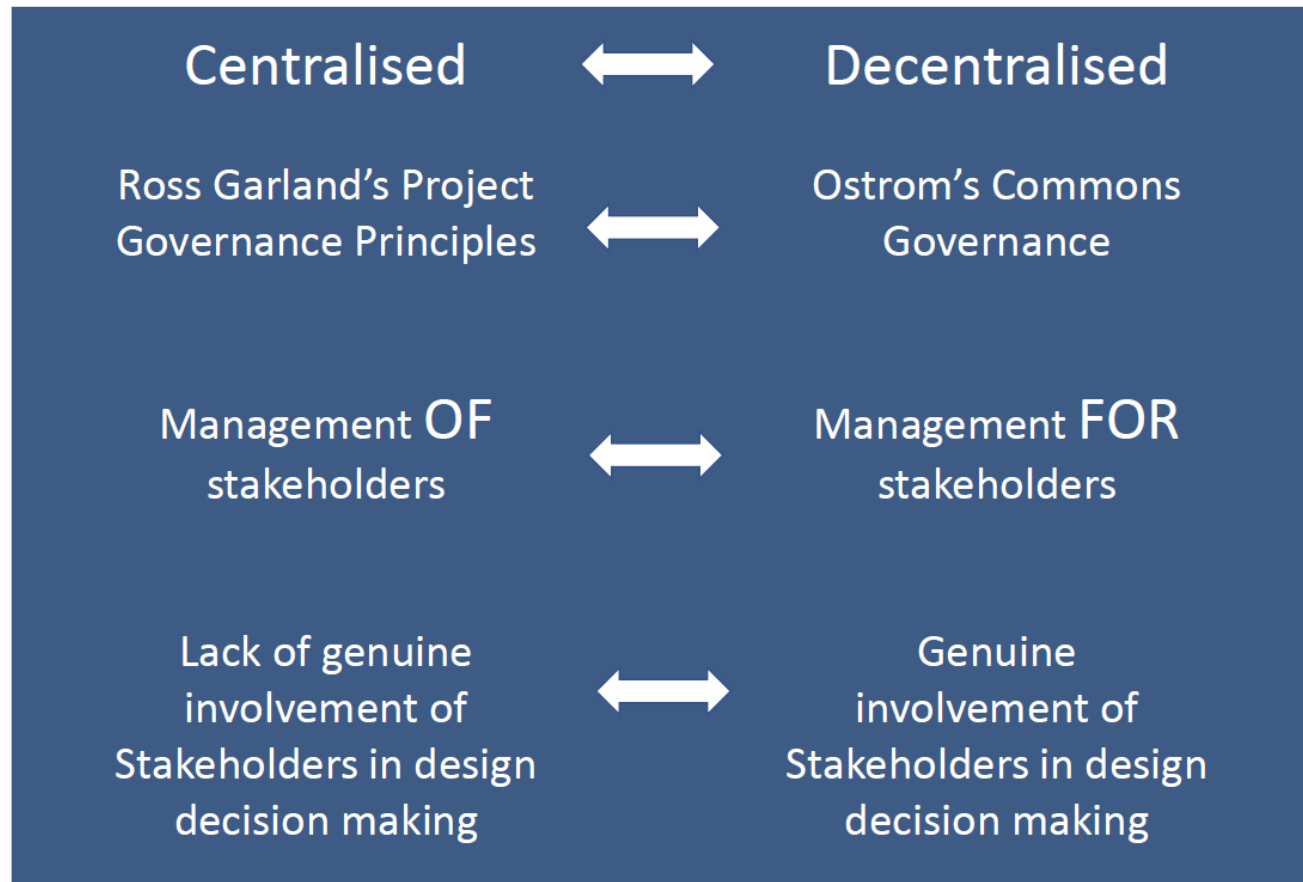 Centralised
Decentralised
Ross Garland’s Project
Governance Principles
Ostrom’s Commons
Governance
Management OF
stakeholders
Management FOR
stakeholders
Lack of genuine
involvement of
Stakeholders in design
decision making
Genuine
involvement of
Stakeholders in design
decision making